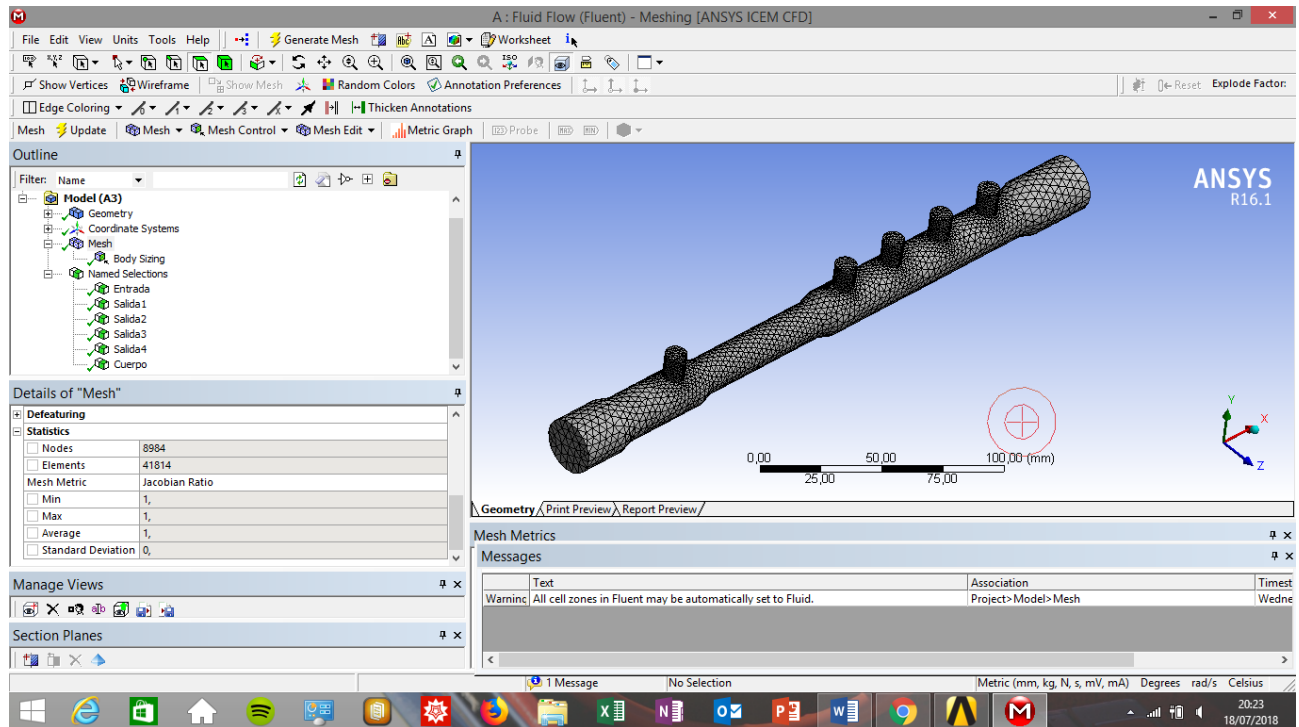 A : Fluid Flow (Fluent) - Meshing [ANSYS ICEM CFD]
File Edit View Units Tools Help Generate Mesh Worksheet
Show Vertices Wireframe Show Mesh Random Colors Annotation Preferences Reset Explode Factor:
Edge Coloring Thicken Annotations
Mesh Update Mesh Mesh Control Mesh Edit Metric Graph Probe MAX MIN
Outline
Filter: Name
Model (A3)
Geometry
Coordinate Systems
Mesh
Body Sizing
Named Selections
Entrada
Salida1
Salida2
Salida3
Salida4
Cuerpo
Details of "Mesh"
Defeaturing
Statistics
Nodes 8984
Elements 41814
Mesh Metric Jacobian Ratio
Min 1,
Max 1,
Average 1,
Standard Deviation 0,
Manage Views
Section Planes
ANSYS
R16.1
Y
X
Z
0,00 50,00 100,00 (mm)
25,00 75,00
Geometry Print Preview Report Preview
Mesh Metrics
Messages
Text Association Timest
Warninc All cell zones in Fluent may be automatically set to Fluid. Project>Model>Mesh Wedne
1 Message No Selection Metric (mm, kg, N, s, mV, mA) Degrees rad/s Celsius
20:23
18/07/2018